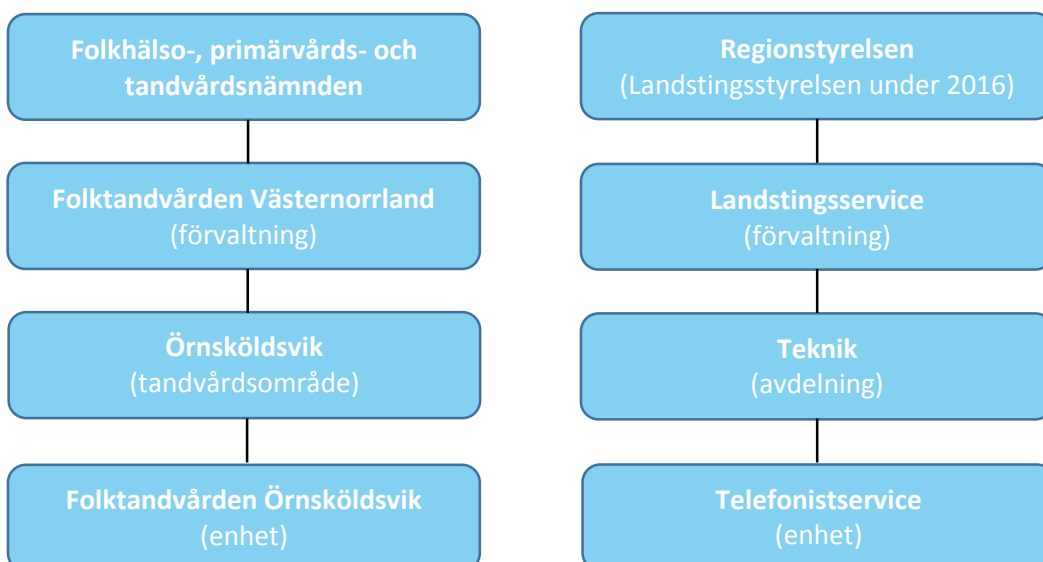 Folkhälso-, primärvårds- och
tandvårdsnämnden
Folktandvården Västernorrland
(förvaltning)
Örnsköldsvik
(tandvårdsområde)
Folktandvården Örnsköldsvik
(enhet)
Regionstyrelsen
(Landstingsstyrelsen under 2016)
Landstingsservice
(förvaltning)
Teknik
(avdelning)
Telefonistservice
(enhet)